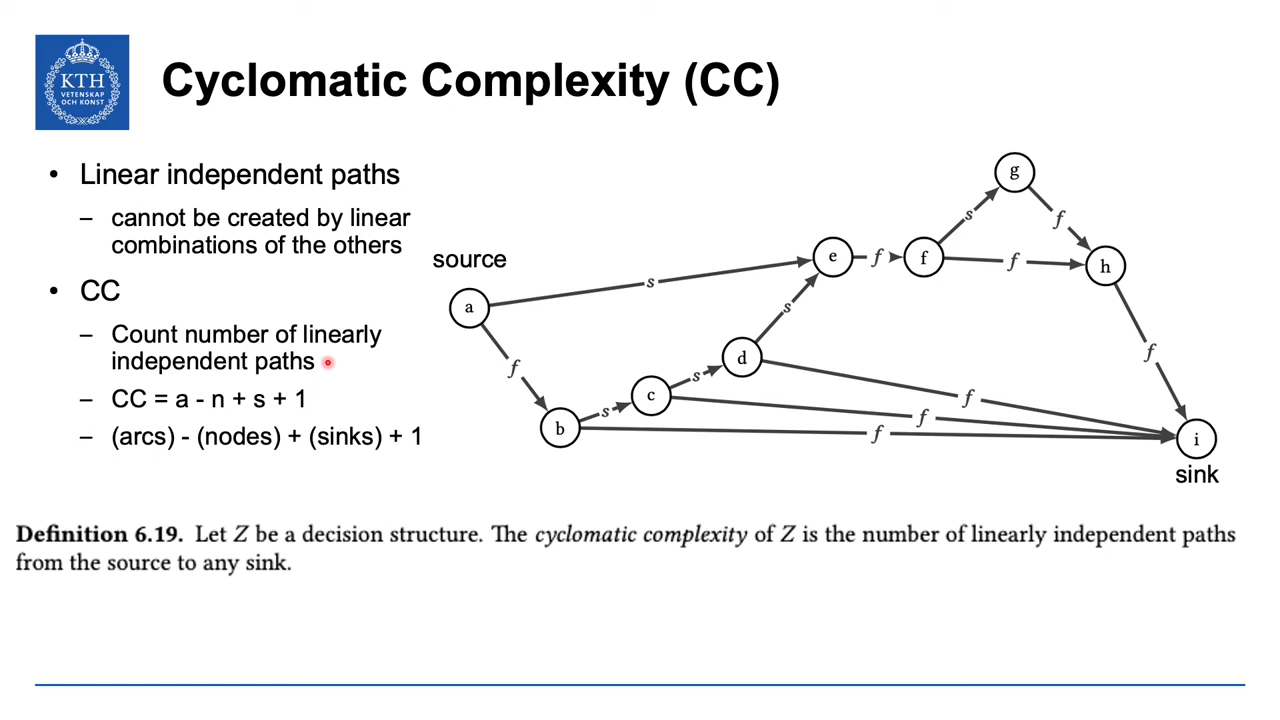 KTH
VETENSKAP
OCH KONST
Cyclomatic Complexity (CC)
• Linear independent paths
– cannot be created by linear
combinations of the others
• CC
– Count number of linearly
independent paths
– CC = a - n + s + 1
– (arcs) - (nodes) + (sinks) + 1
source
a
b
c
d
e
f
g
h
i
sink
s
f
s
s
s
f
f
f
f
s
f
f
f
Definition 6.19. Let Z be a decision structure. The cyclomatic complexity of Z is the number of linearly independent paths
from the source to any sink.